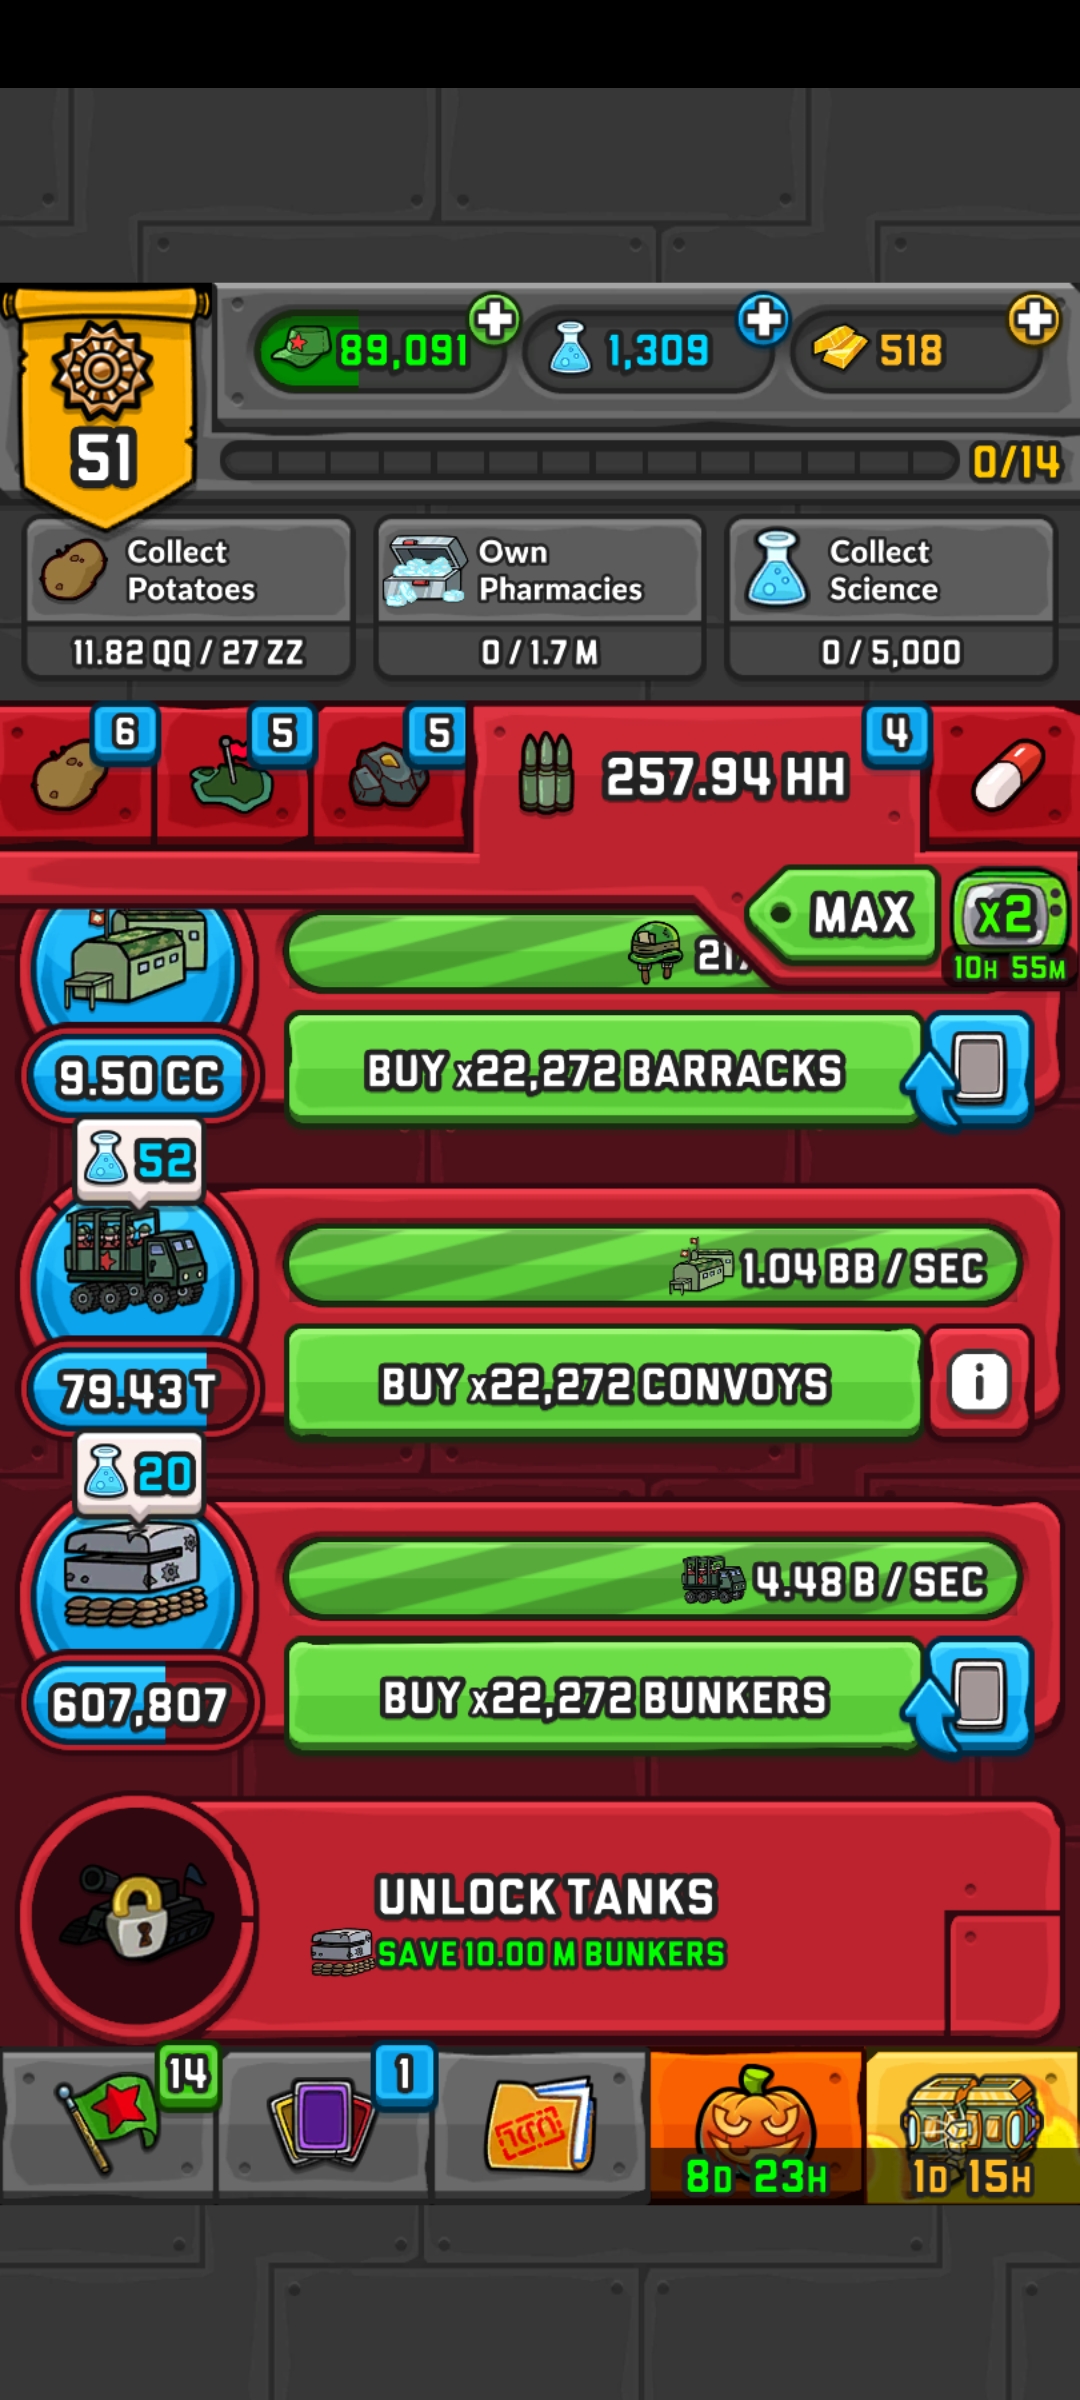 89,091
1,309
518
51
0/14
Collect Potatoes
11.82 QQ / 27 ZZ
Own Pharmacies
0 / 1.7 M
Collect Science
0 / 5,000
6
5
5
257.94 HH
4
MAX
x2
10H 55M
9.50 CC
BUY x22,272 BARRACKS
52
1.04 BB / SEC
79.43 T
BUY x22,272 CONVOYS
i
20
4.48 B / SEC
607,807
BUY x22,272 BUNKERS
UNLOCK TANKS
SAVE 10.00 M BUNKERS
14
1
8D 23H
1D 15H